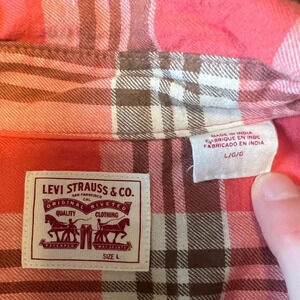 LEVI STRAUSS & CO.
SAN FRANCISCO
CAL.
ORIGINAL RIVETED
QUALITY CLOTHING
SIZE L
MADE IN INDIA
FABRIQUE EN INDE
FABRICADO EN INDIA
L/G/G